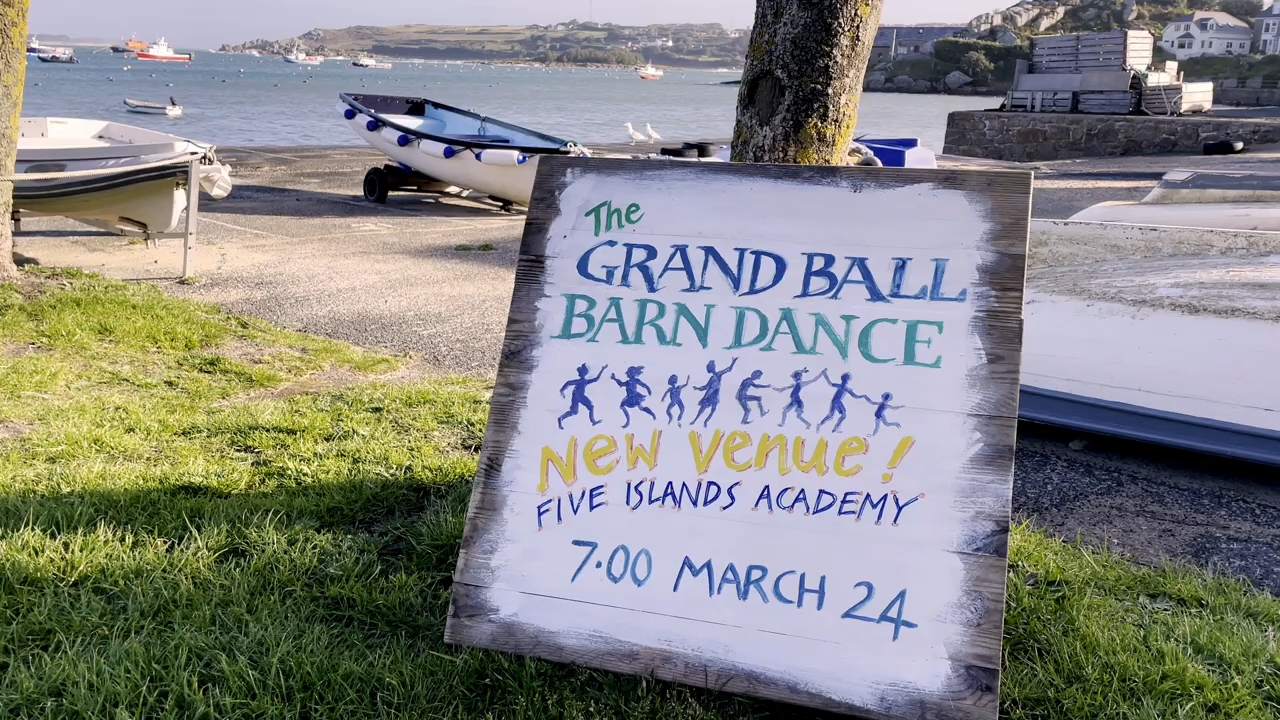 The
GRAND BALL
BARN DANCE
New venue!
FIVE ISLANDS ACADEMY
7.00 MARCH 24